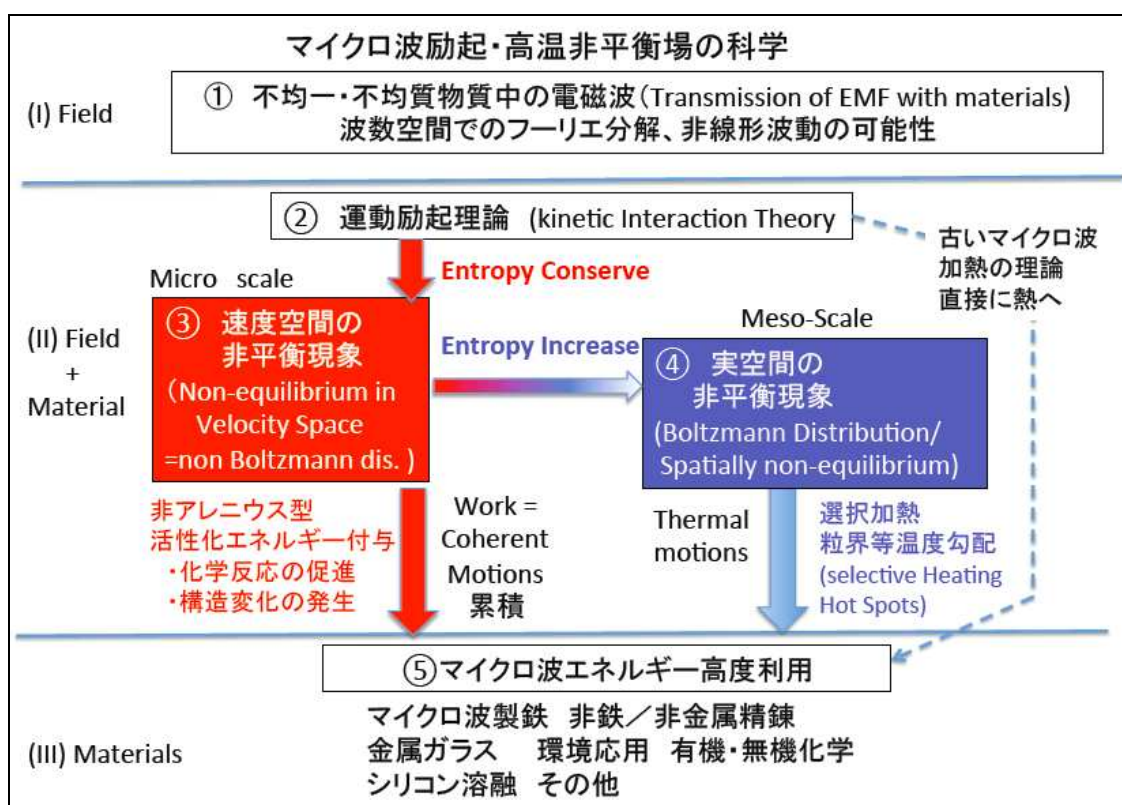 マイクロ波励起・高温非平衡場の科学
(I) Field
① 不均一・不均質物質中の電磁波(Transmission of EMF with materials)
波数空間でのフーリエ分解、非線形波動の可能性
② 運動励起理論 (kinetic Interaction Theory
古いマイクロ波
加熱の理論
直接に熱へ
Entropy Conserve
Micro scale
(II) Field
+
Material
③ 速度空間の
非平衡現象
(Non-equilibrium in
Velocity Space
=non Boltzmann dis. )
Entropy Increase
Meso-Scale
④ 実空間の
非平衡現象
(Boltzmann Distribution/
Spatially non-equilibrium)
非アレニウス型
活性化エネルギー付与
・化学反応の促進
・構造変化の発生
Work =
Coherent
Motions
累積
Thermal
motions
選択加熱
粒界等温度勾配
(selective Heating
Hot Spots)
⑤マイクロ波エネルギー高度利用
(III) Materials
マイクロ波製鉄 非鉄／非金属精錬
金属ガラス 環境応用 有機・無機化学
シリコン溶融 その他